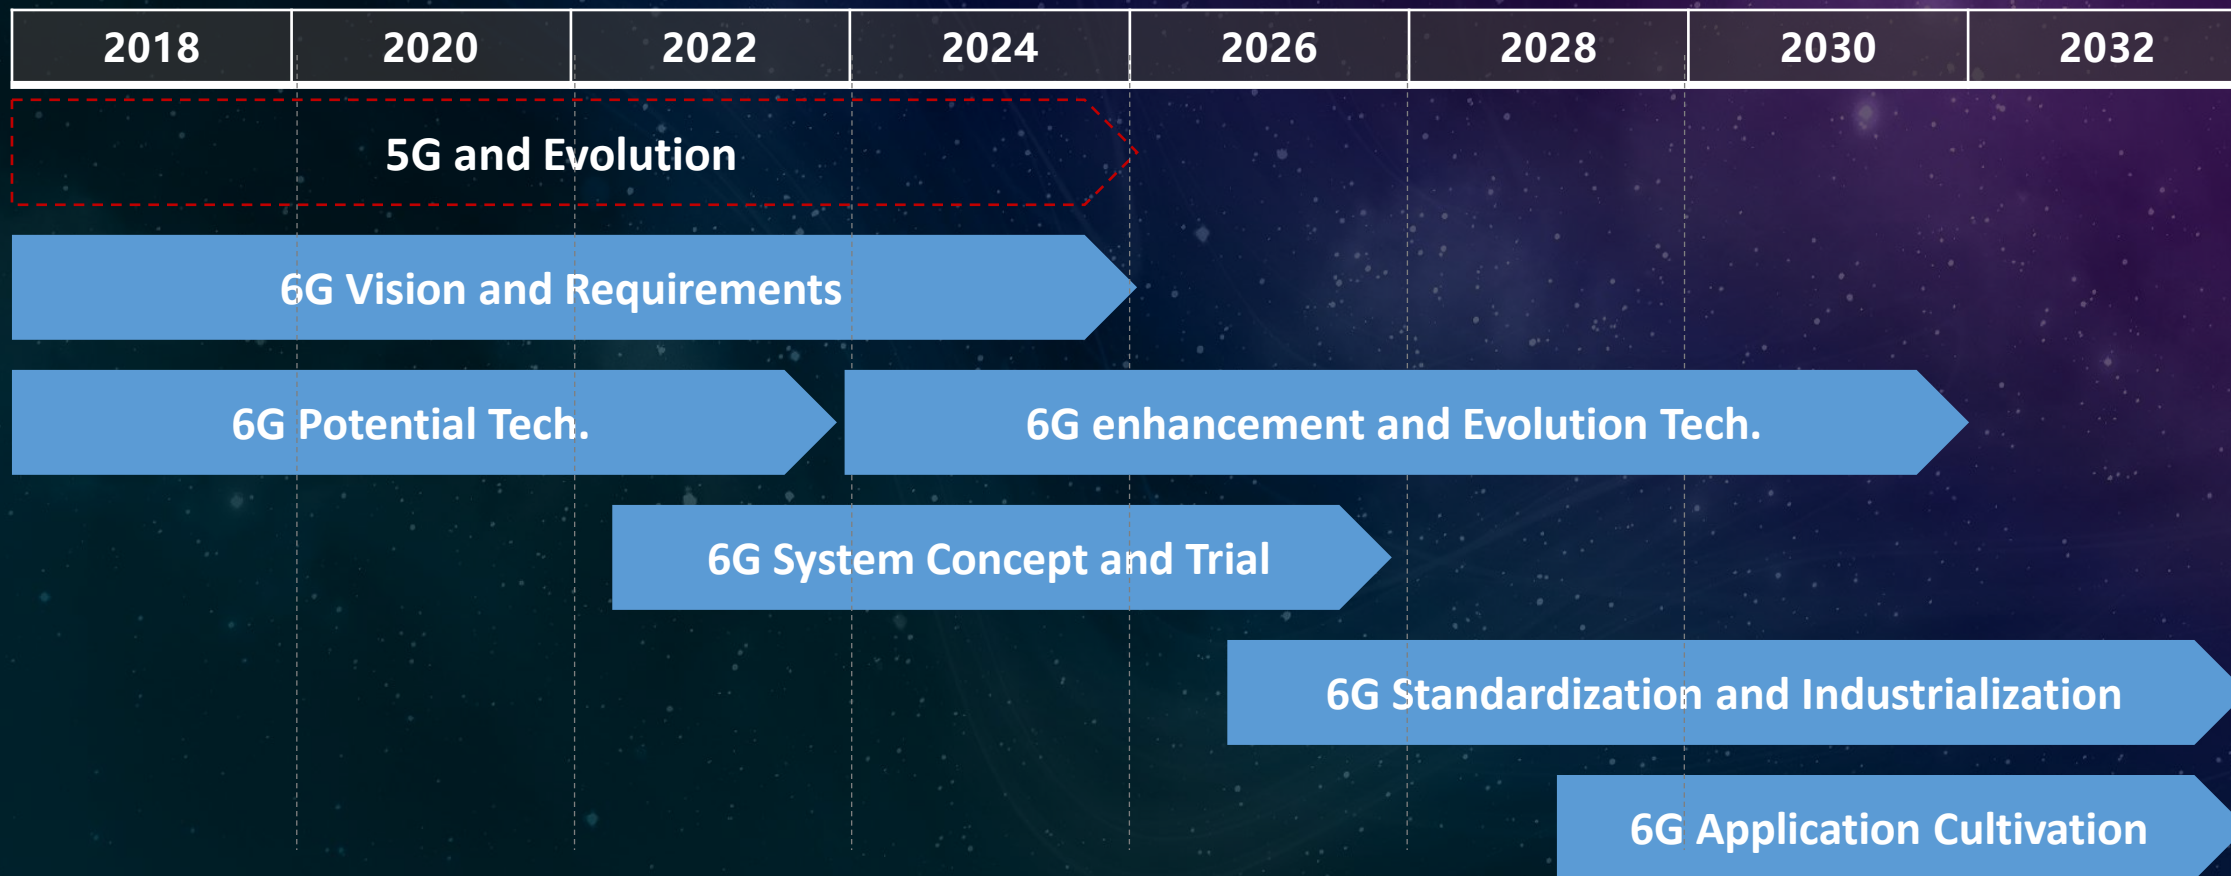 2018 2020 2022 2024 2026 2028 2030 2032
5G and Evolution
6G Vision and Requirements
6G Potential Tech. 6G enhancement and Evolution Tech.
6G System Concept and Trial
6G Standardization and Industrialization
6G Application Cultivation